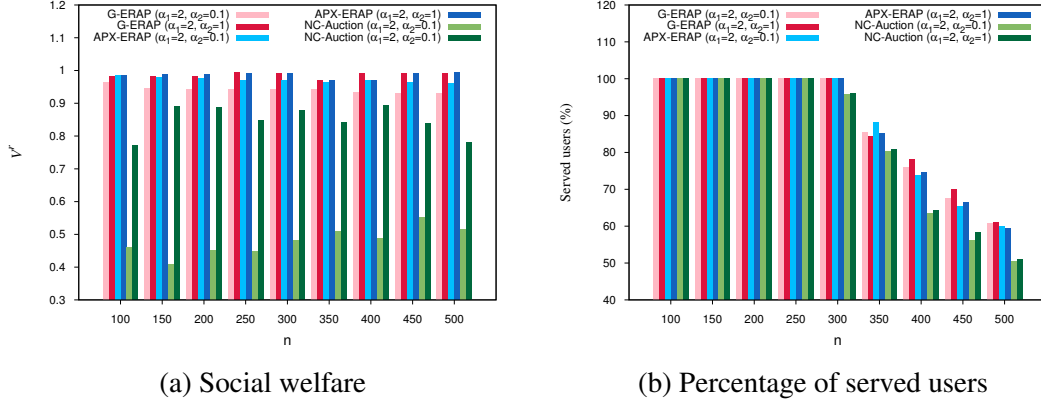 G-ERAP (α1=2, α2=0.1)
G-ERAP (α1=2, α2=1)
APX-ERAP (α1=2, α2=0.1)
APX-ERAP (α1=2, α2=1)
NC-Auction (α1=2, α2=0.1)
NC-Auction (α1=2, α2=0.1)
1.2
1.1
1
0.9
0.8
0.7
0.6
0.5
0.4
0.3
Vʳ
100 150 200 250 300 350 400 450 500
n
(a) Social welfare
G-ERAP (α1=2, α2=0.1)
G-ERAP (α1=2, α2=1)
APX-ERAP (α1=2, α2=0.1)
APX-ERAP (α1=2, α2=1)
NC-Auction (α1=2, α2=0.1)
NC-Auction (α1=2, α2=1)
120
110
100
90
80
70
60
50
40
Served users (%)
100 150 200 250 300 350 400 450 500
n
(b) Percentage of served users